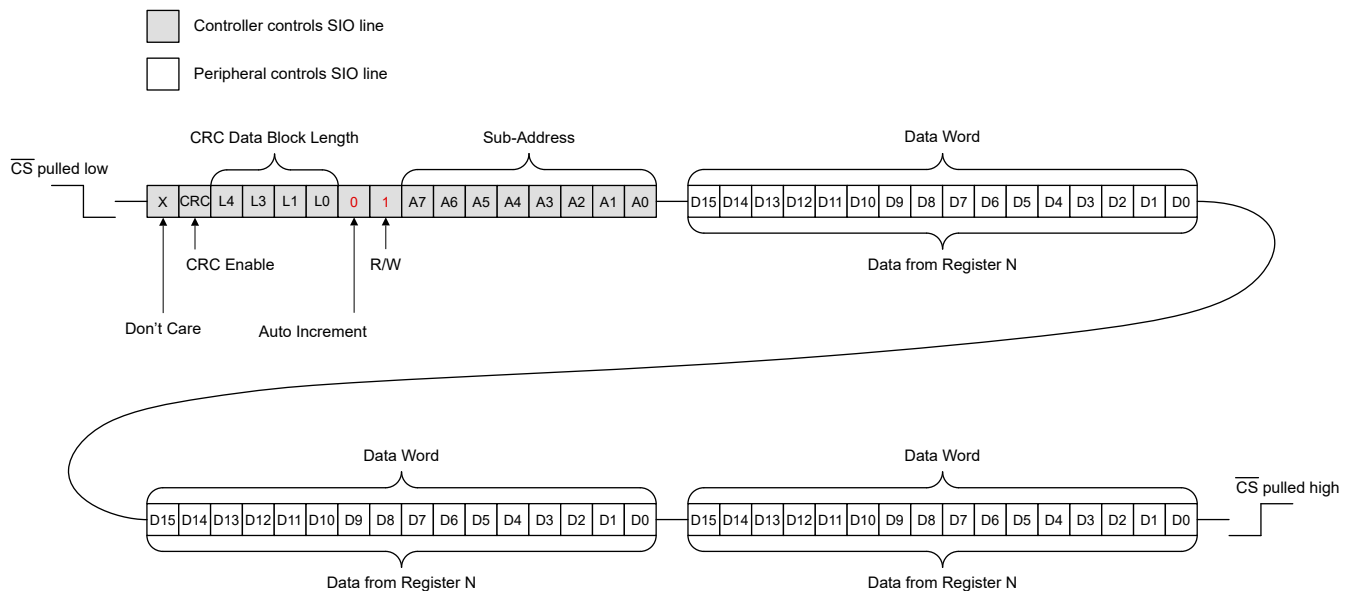 Controller controls SIO line
Peripheral controls SIO line
CRC Data Block Length
Sub-Address
Data Word
CS pulled low
X CRC L4 L3 L1 L0 0 1 A7 A6 A5 A4 A3 A2 A1 A0 D15 D14 D13 D12 D11 D10 D9 D8 D7 D6 D5 D4 D3 D2 D1 D0
CRC Enable
R/W
Data from Register N
Don't Care
Auto Increment
Data Word
Data Word
CS pulled high
D15 D14 D13 D12 D11 D10 D9 D8 D7 D6 D5 D4 D3 D2 D1 D0 D15 D14 D13 D12 D11 D10 D9 D8 D7 D6 D5 D4 D3 D2 D1 D0
Data from Register N
Data from Register N